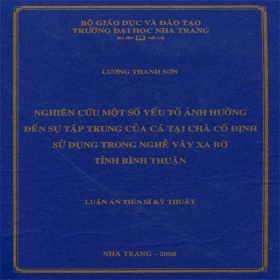 BỘ GIÁO DỤC VÀ ĐÀO TẠO
TRƯỜNG ĐẠI HỌC NHA TRANG
LƯƠNG THANH SƠN
NGHIÊN CỨU MỘT SỐ YẾU TỐ ẢNH HƯỞNG
ĐẾN SỰ TẬP TRUNG CỦA CÁ TẠI CHÀ CỐ ĐỊNH
SỬ DỤNG TRONG NGHỀ VÂY XA BỜ
TỈNH BÌNH THUẬN
LUẬN ÁN TIẾN SĨ KỸ THUẬT
NHA TRANG - 2008